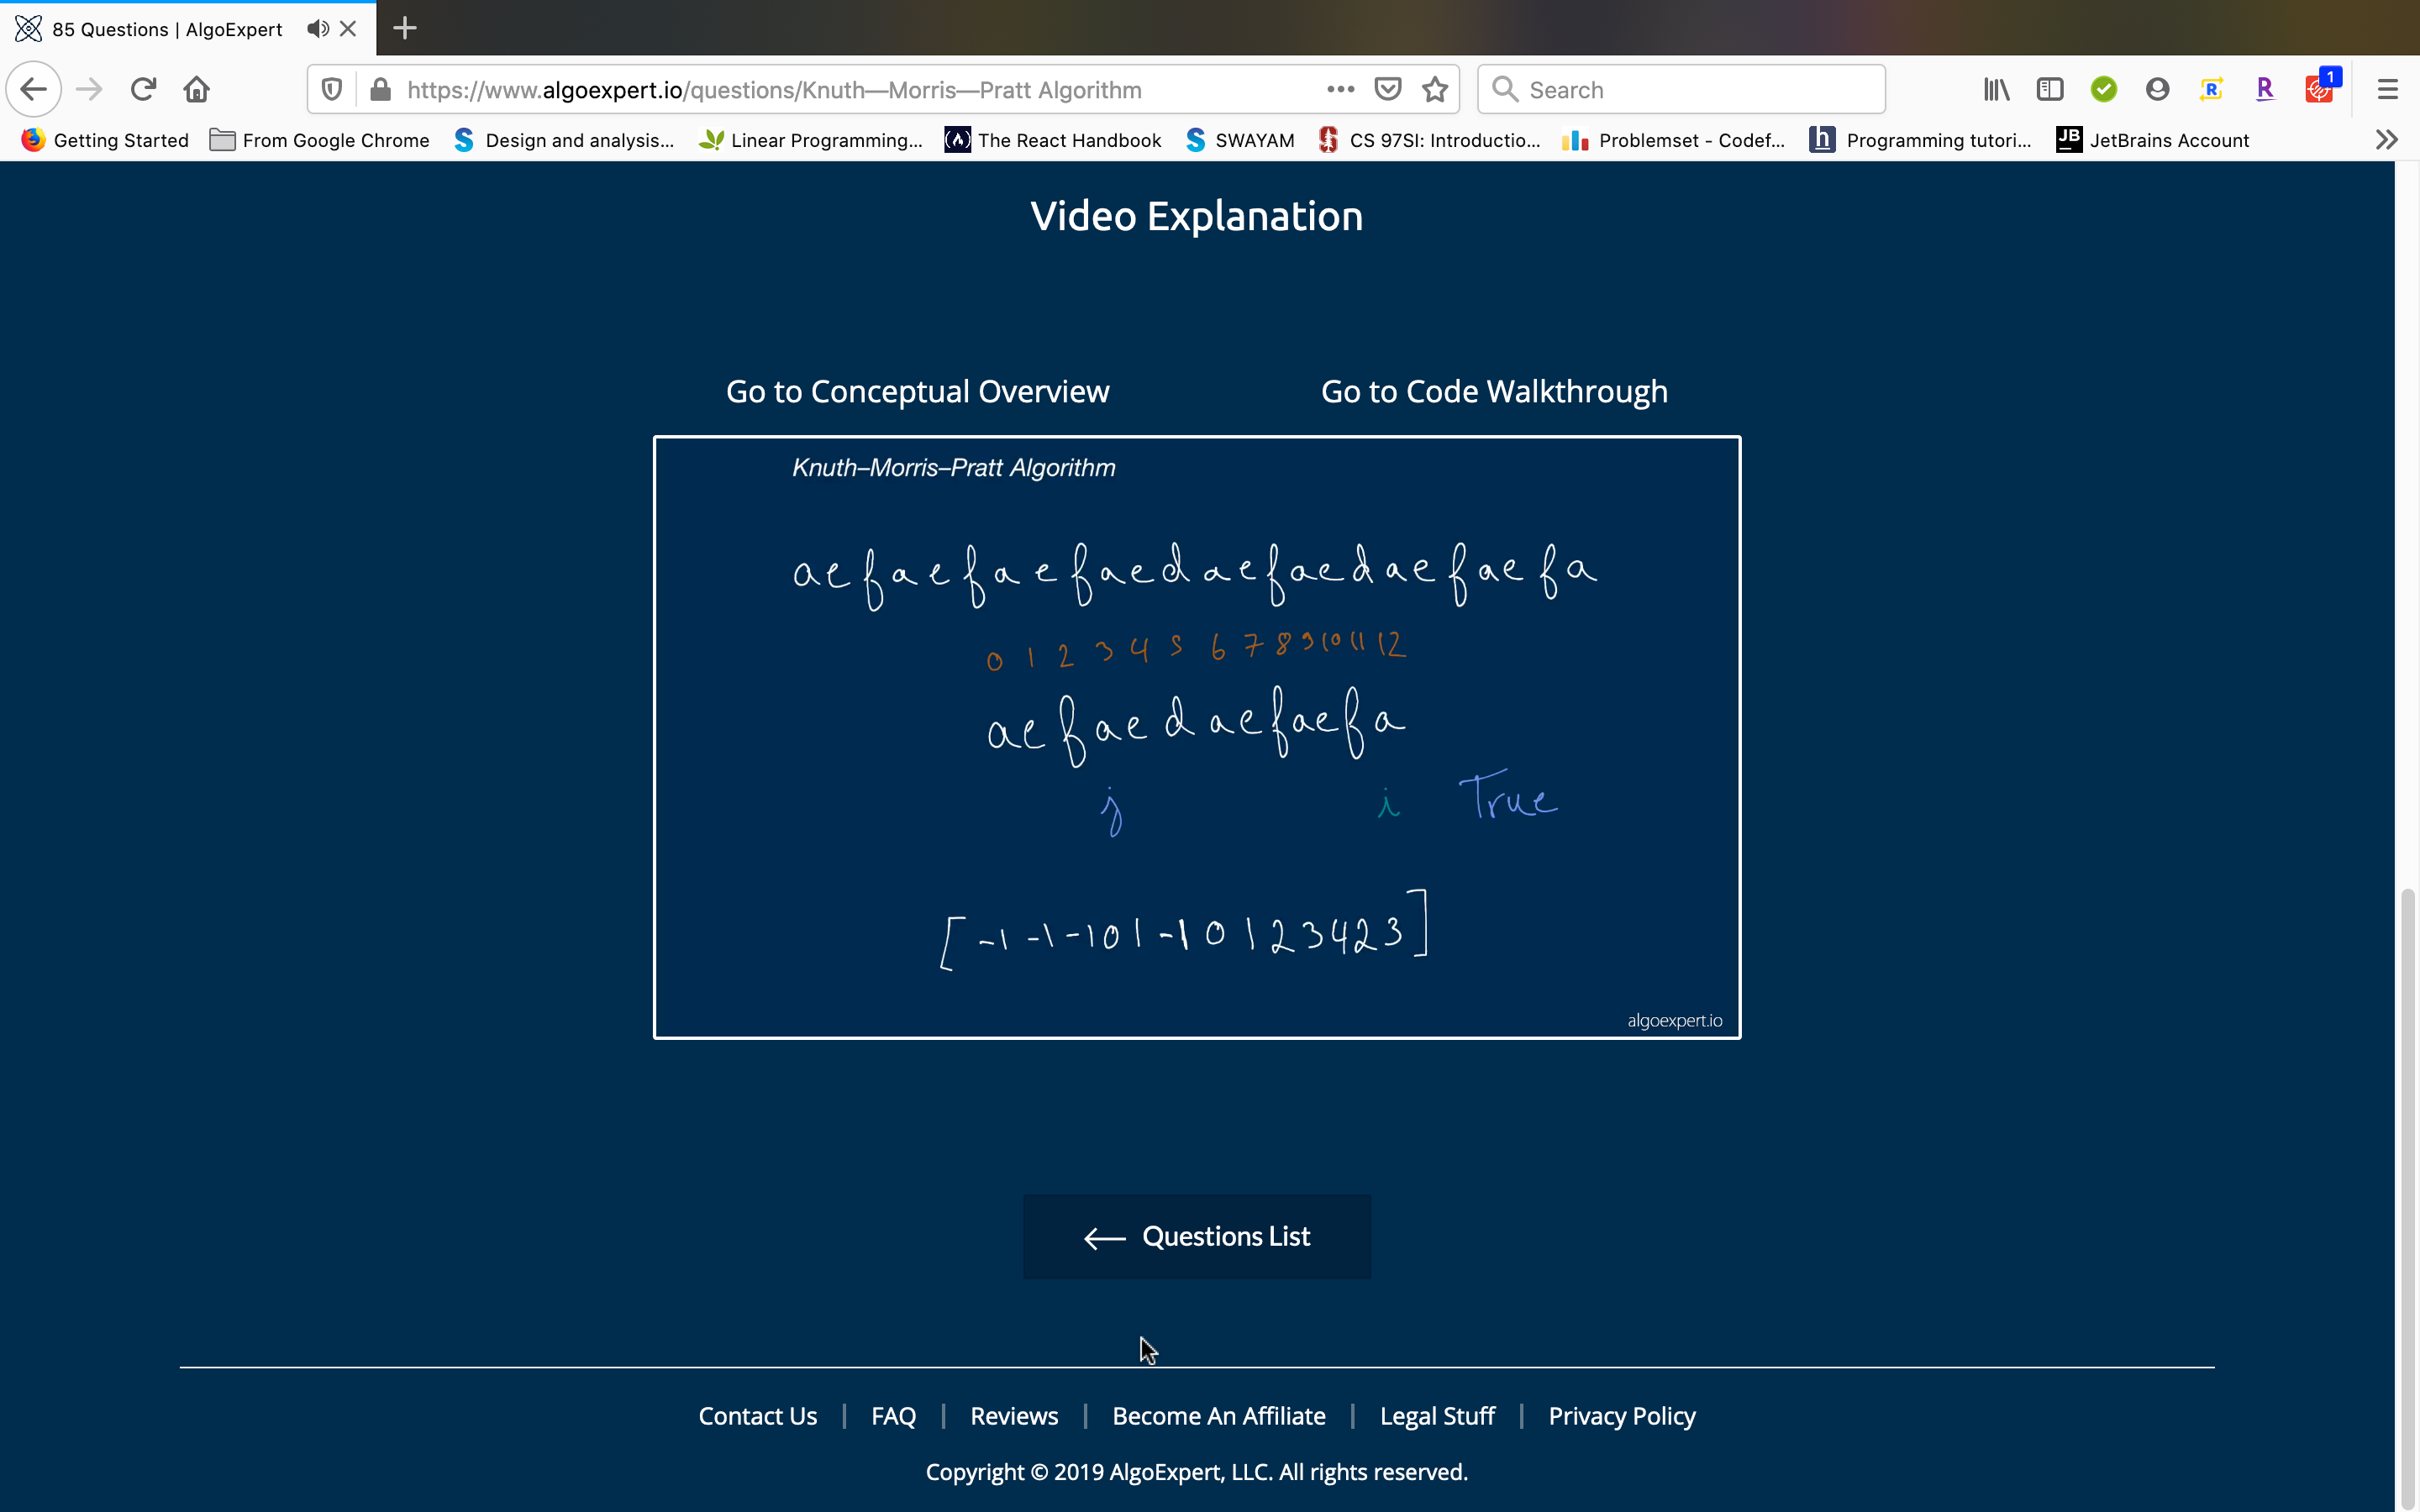 85 Questions | AlgoExpert
https://www.algoexpert.io/questions/Knuth—Morris—Pratt Algorithm
Search
1
Getting Started From Google Chrome Design and analysis... Linear Programming... The React Handbook SWAYAM CS 97SI: Introductio... Problemset - Codef... Programming tutori... JetBrains Account
Video Explanation
Go to Conceptual Overview Go to Code Walkthrough
Knuth–Morris–Pratt Algorithm
aefaefaefaedaefaedaefaefa
0 1 2 3 4 5 6 7 8 9 10 11 12
aefaedaefaefa
j i True
[-1 -1 -1 0 1 -1 0 1 2 3 4 2 3]
algoexpert.io
Questions List
Contact Us | FAQ | Reviews | Become An Affiliate | Legal Stuff | Privacy Policy
Copyright © 2019 AlgoExpert, LLC. All rights reserved.